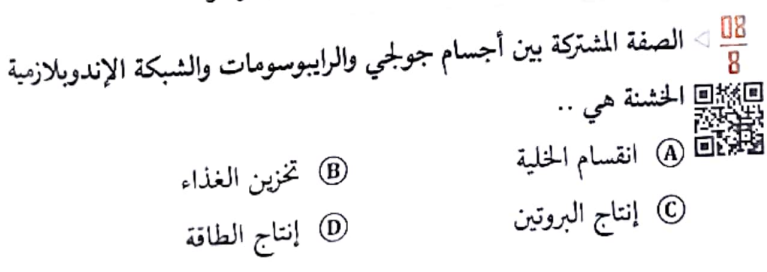 08
8
الصفة المشتركة بين أجسام جولجي والرايبوسومات والشبكة الإندوبلازمية
الخشنة هي ..
A انقسام الخلية
B تخزين الغذاء
C إنتاج البروتين
D إنتاج الطاقة